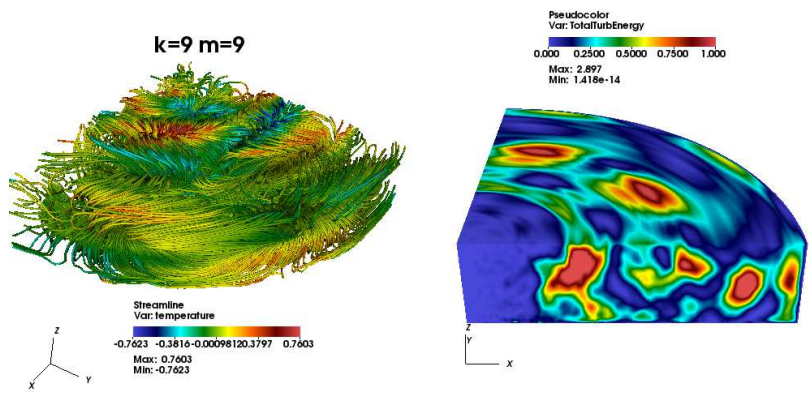 k=9 m=9
Streamline
Var: temperature
-0.7623 -0.3816 -0.0009812 0.3797 0.7603
Max: 0.7603
Min: -0.7623
Z
X
Y
Pseudocolor
Var: TotalTurbEnergy
0.000 0.2500 0.5000 0.7500 1.000
Max: 2.897
Min: 1.418e-14
Z
Y
X